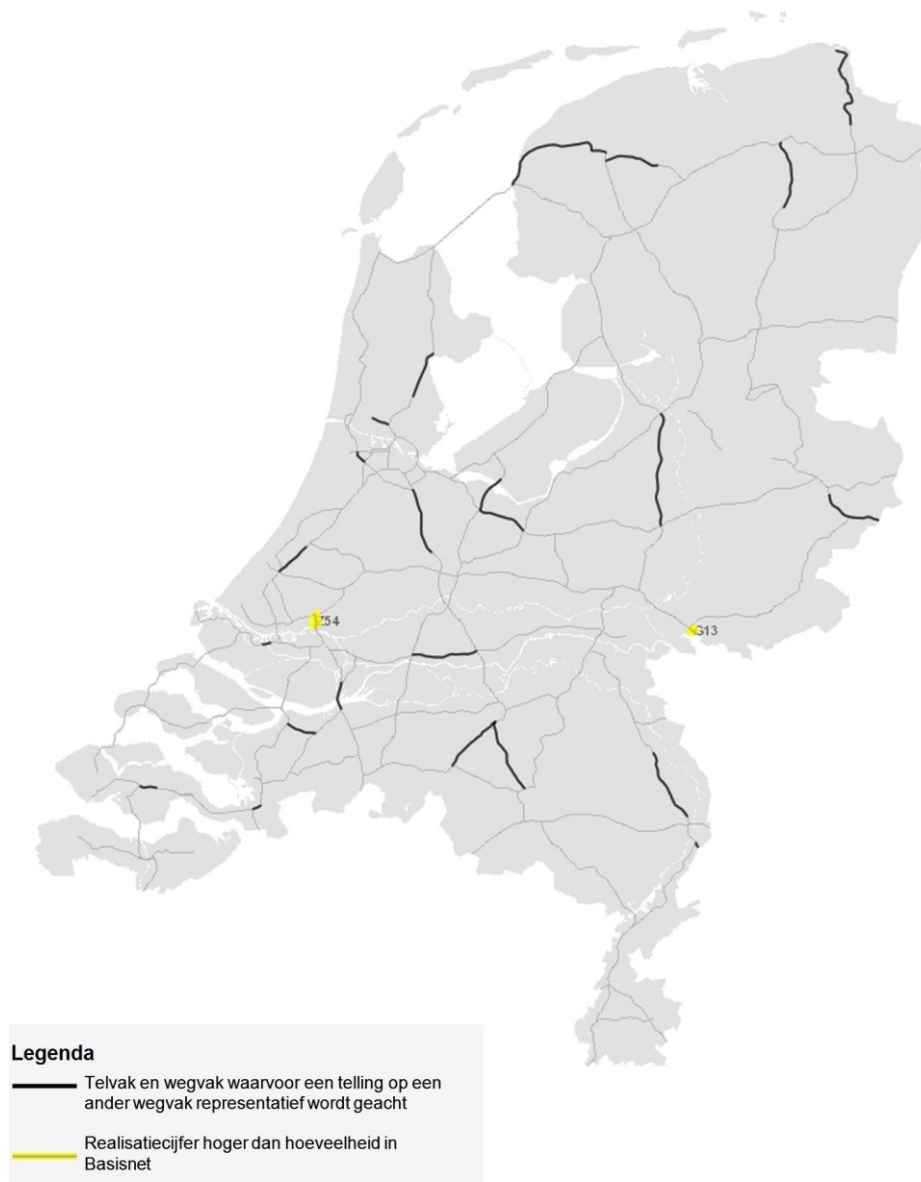 Z54
G13
Legenda
Telvak en wegvak waarvoor een telling op een
ander wegvak representatief wordt geacht
Realisatiecijfer hoger dan hoeveelheid in
Basisnet